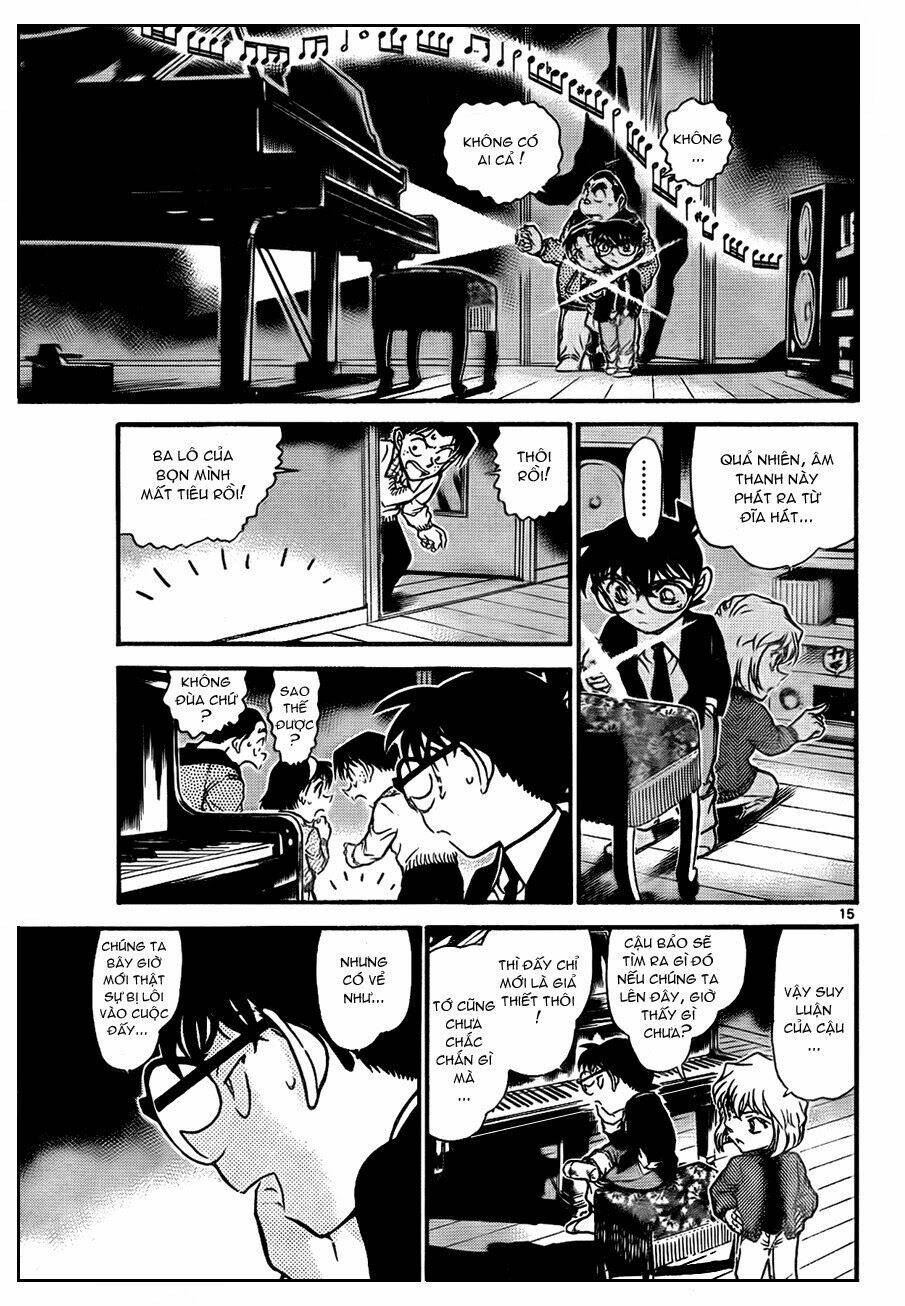 KHÔNG
...
KHÔNG CÓ
AI CẢ!
QUẢ NHIÊN, ÂM
THANH NÀY
PHÁT RA TỪ
ĐĨA HÁT...
.........
THÔI
RỒI!
BA LÔ CỦA
BỌN MÌNH
MẤT TIÊU RỒI!
SAO
THẾ
ĐƯỢC
?
KHÔNG
ĐÙA CHỨ
?
15
VẬY SUY
LUẬN
CỦA CẬU
...
CẬU BẢO SẼ
TÌM RA GÌ ĐÓ
NẾU CHÚNG TA
LÊN ĐÂY, GIỜ
THẤY GÌ
CHƯA?
THÌ ĐẤY CHỈ
MỚI LÀ GIẢ
THIẾT THÔI
!
TỚ CŨNG
CHƯA
CHẮC
CHẮN GÌ
MÀ
...
NHƯNG
CÓ VẺ
NHƯ...
CHÚNG TA
BÂY GIỜ
MỚI THẬT
SỰ BỊ LÔI
VÀO CUỘC
ĐẤY...